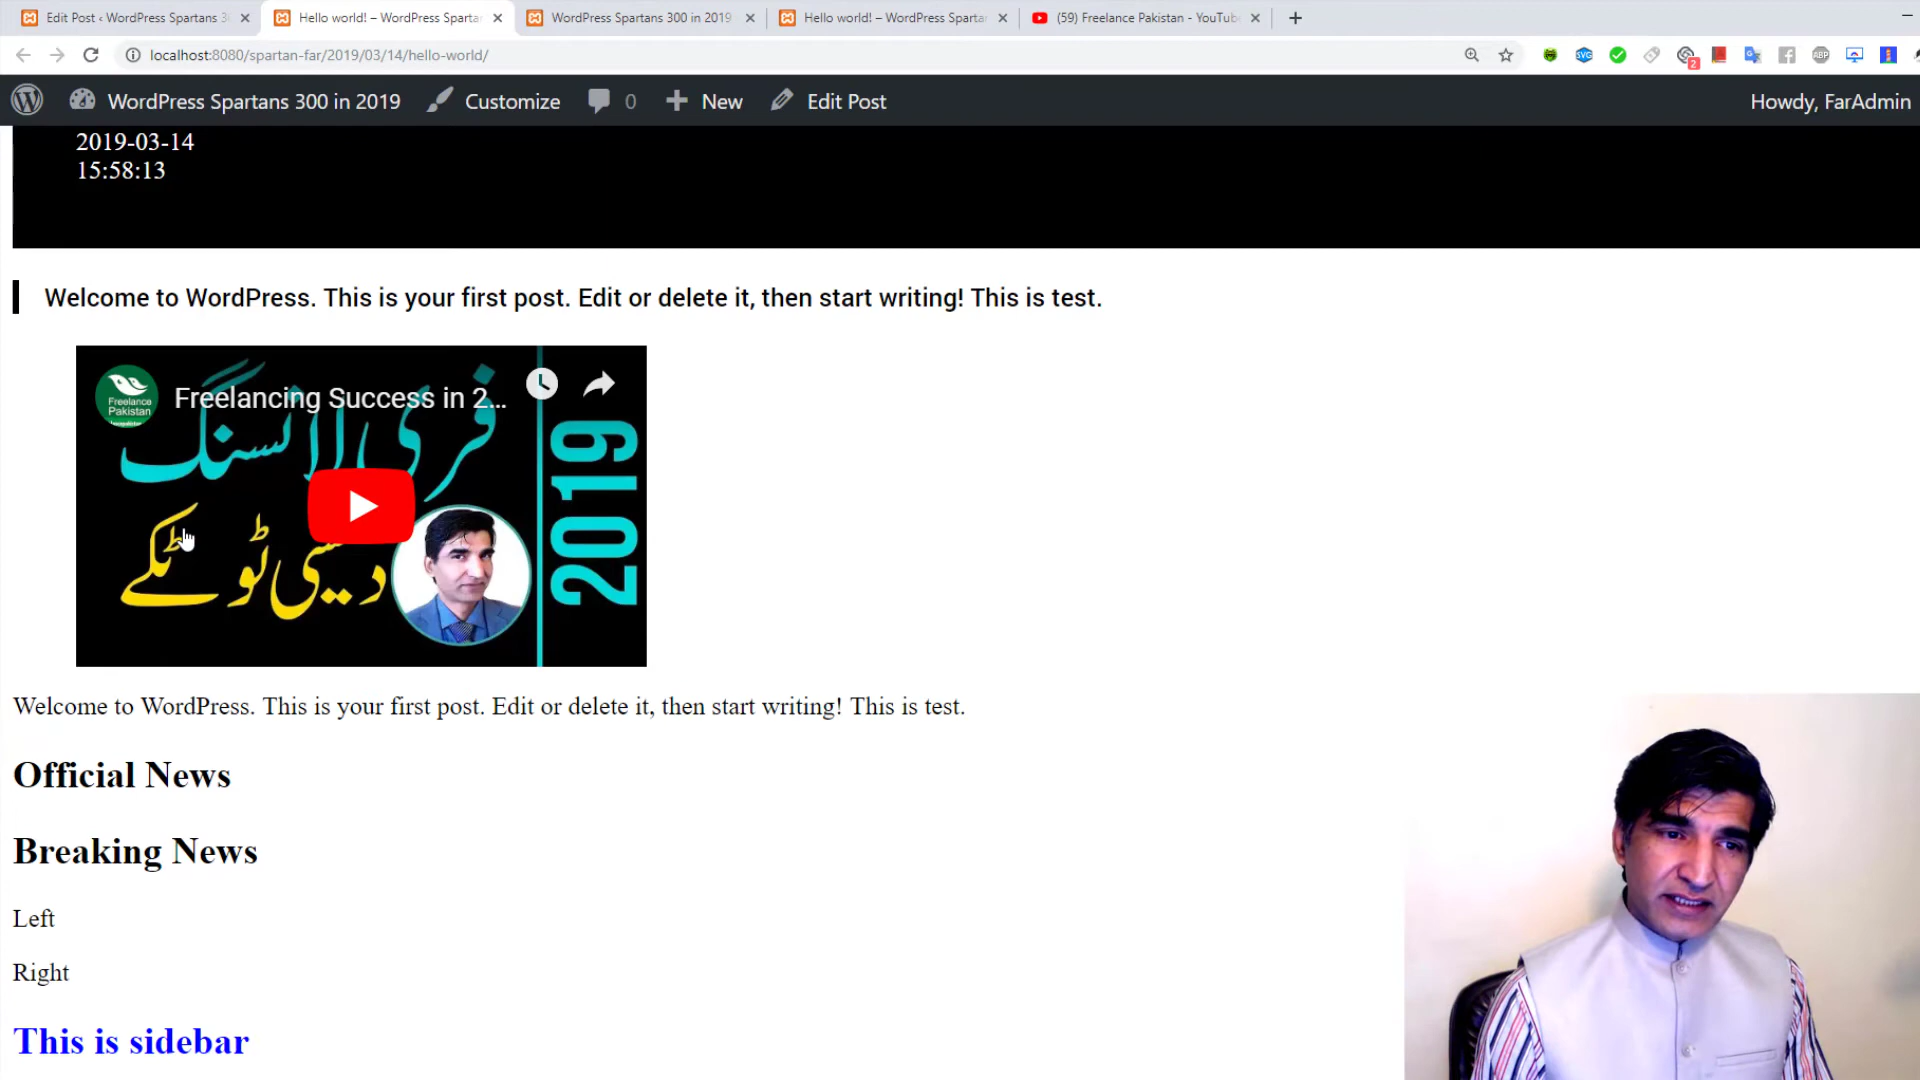 Edit Post ‹ WordPress Spartans 3
Hello world! – WordPress Sparta
WordPress Spartans 300 in 2019
Hello world! – WordPress Sparta
(59) Freelance Pakistan - YouTub
localhost:8080/spartan-far/2019/03/14/hello-world/
2
ABP
SVG
WordPress Spartans 300 in 2019
Customize
0
New
Edit Post
Howdy, FarAdmin
2019-03-14
15:58:13
Welcome to WordPress. This is your first post. Edit or delete it, then start writing! This is test.
Freelance
Pakistan
Freelancing Success in 2...
فری لانسنگ
دیسی ٹوٹکے
2019
Welcome to WordPress. This is your first post. Edit or delete it, then start writing! This is test.
Official News
Breaking News
Left
Right
This is sidebar